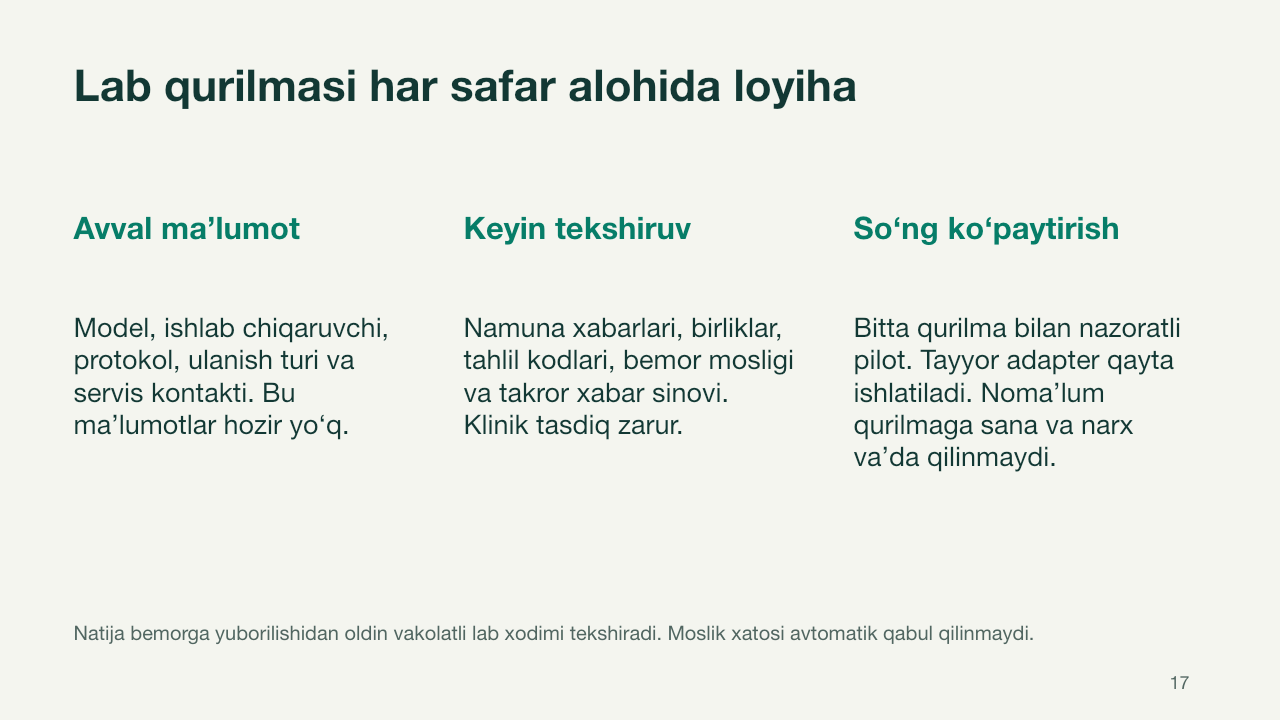 Lab qurilmasi har safar alohida loyiha
Avval ma’lumot
Model, ishlab chiqaruvchi,
protokol, ulanish turi va
servis kontakti. Bu
ma’lumotlar hozir yo‘q.
Keyin tekshiruv
Namuna xabarlari, birliklar,
tahlil kodlari, bemor mosligi
va takror xabar sinovi.
Klinik tasdiq zarur.
So‘ng ko‘paytirish
Bitta qurilma bilan nazoratli
pilot. Tayyor adapter qayta
ishlatiladi. Noma’lum
qurilmaga sana va narx
va’da qilinmaydi.
Natija bemorga yuborilishidan oldin vakolatli lab xodimi tekshiradi. Moslik xatosi avtomatik qabul qilinmaydi.
17